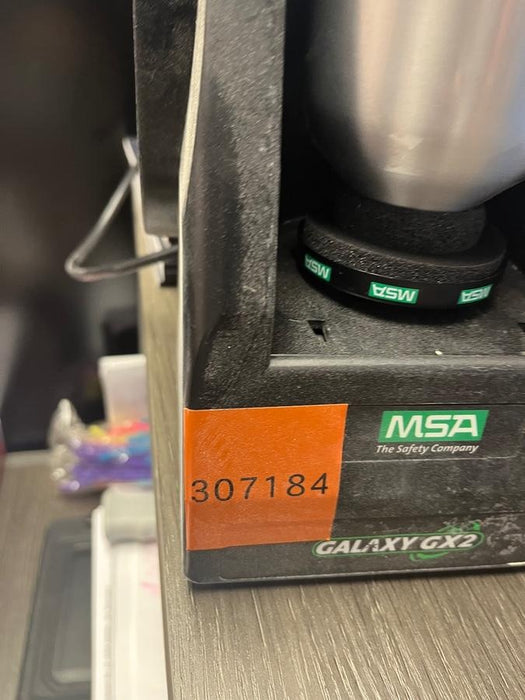 MSA
MSA
MSA
MSA
The Safety Company
307184
GALAXY GX2